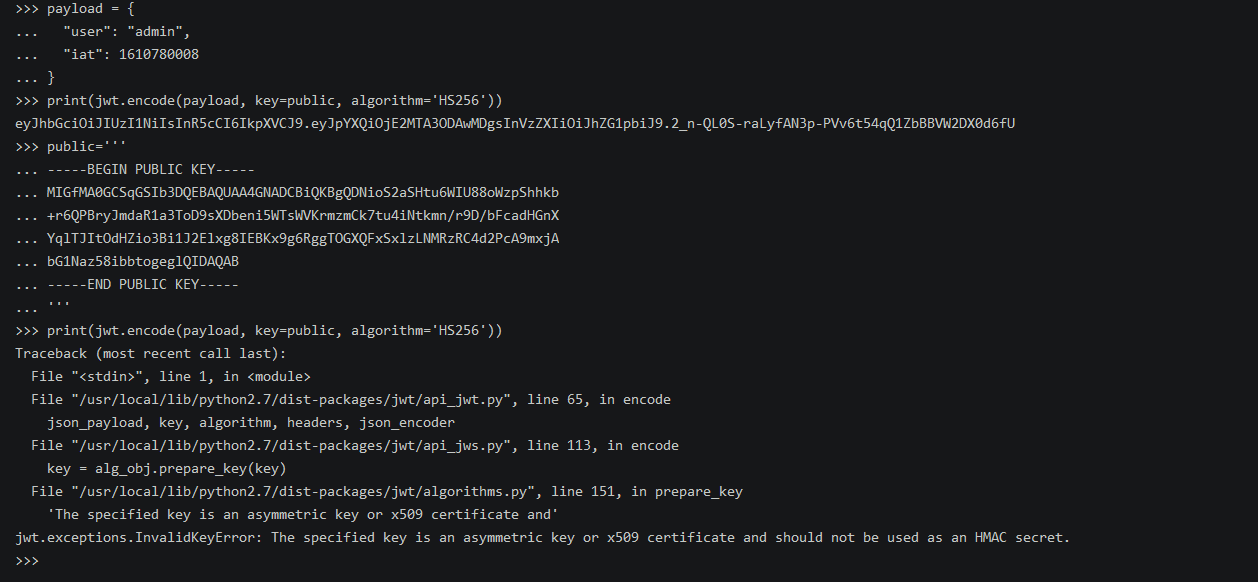 >>> payload = {
...   "user": "admin",
...   "iat": 1610780008
... }
>>> print(jwt.encode(payload, key=public, algorithm='HS256'))
eyJhbGciOiJIUzI1NiIsInR5cCI6IkpXVCJ9.eyJpYXQiOjE2MTA3ODAwMDgsInVzZXIiOiJhZG1pbiJ9.2_n-QL0S-raLyfAN3p-PVv6t54qQ1ZbBBVW2DX0d6fU
>>> public='''
... -----BEGIN PUBLIC KEY-----
... MIGfMA0GCSqGSIb3DQEBAQUAA4GNADCBiQKBgQDNioS2aSHtu6WIU88oWzpShhkb
... +r6QPBryJmdaR1a3ToD9sXDbeni5WTsWVKrmzmCk7tu4iNtkmn/r9D/bFcadHGnX
... YqlTJItOdHZio3Bi1J2Elxg8IEBKx9g6RggTOGXQFxSxlzLNMRzRC4d2PcA9mxjA
... bG1Naz58ibbtogeglQIDAQAB
... -----END PUBLIC KEY-----
... '''
>>> print(jwt.encode(payload, key=public, algorithm='HS256'))
Traceback (most recent call last):
  File "<stdin>", line 1, in <module>
  File "/usr/local/lib/python2.7/dist-packages/jwt/api_jwt.py", line 65, in encode
    json_payload, key, algorithm, headers, json_encoder
  File "/usr/local/lib/python2.7/dist-packages/jwt/api_jws.py", line 113, in encode
    key = alg_obj.prepare_key(key)
  File "/usr/local/lib/python2.7/dist-packages/jwt/algorithms.py", line 151, in prepare_key
    'The specified key is an asymmetric key or x509 certificate and'
jwt.exceptions.InvalidKeyError: The specified key is an asymmetric key or x509 certificate and should not be used as an HMAC secret.
>>>